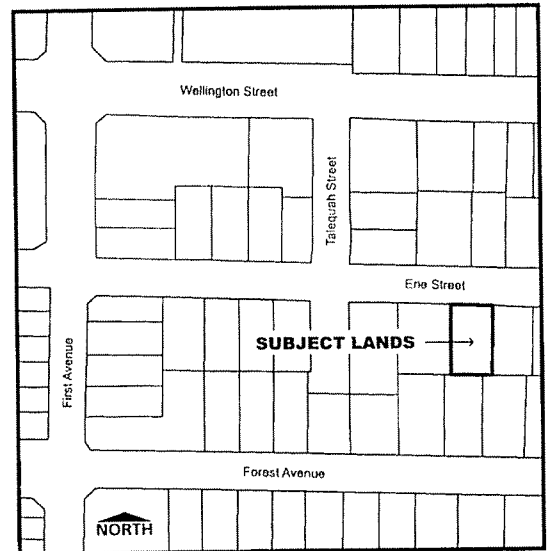 Wellington Street
Talequah Street
Erie Street
SUBJECT LANDS
First Avenue
Forest Avenue
NORTH